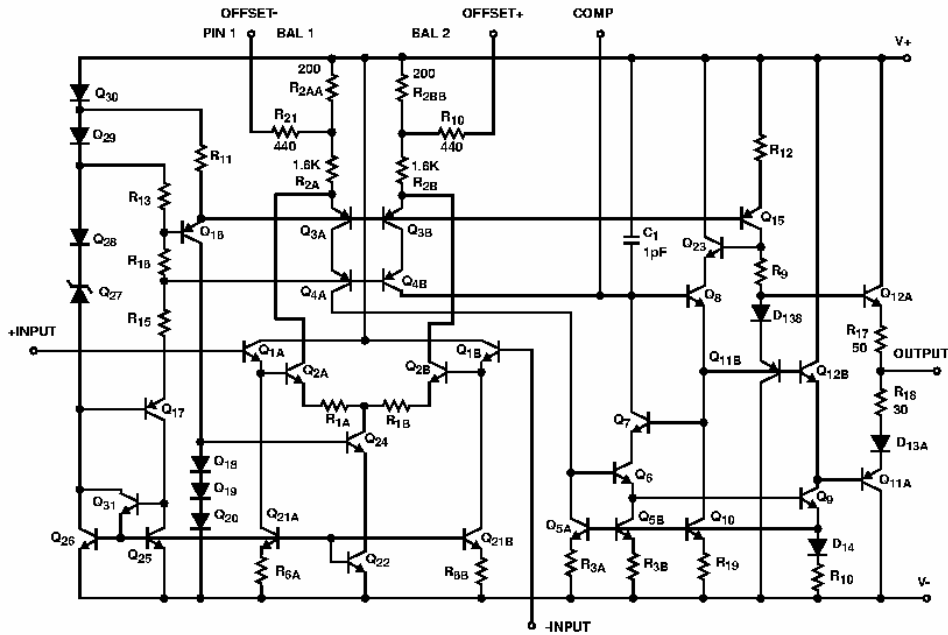 OFFSET- OFFSET+ COMP
PIN 1 BAL 1 BAL 2
V+
200 200
Q30 R2AA R2BB
R21 R10
Q29 440 440
R11 R12
1.6K 1.6K
R13 R2A R2B
Q16 Q15
Q28 Q3A Q3B C1 Q23
1pF
R16 R9
Q27 Q4A Q4B Q8 Q12A
R15 D13B R17
50
+INPUT
Q1A Q1B OUTPUT
Q2A Q2B Q11B Q12B
R18
30
Q17 R1A R1B Q7
Q24 D13A
Q18 Q6
Q19 Q9 Q11A
Q31
Q20 Q21A Q5A Q5B Q10
Q26 Q25 Q22 Q21B D14
R6A R6B R3A R3B R19 R10
V-
-INPUT